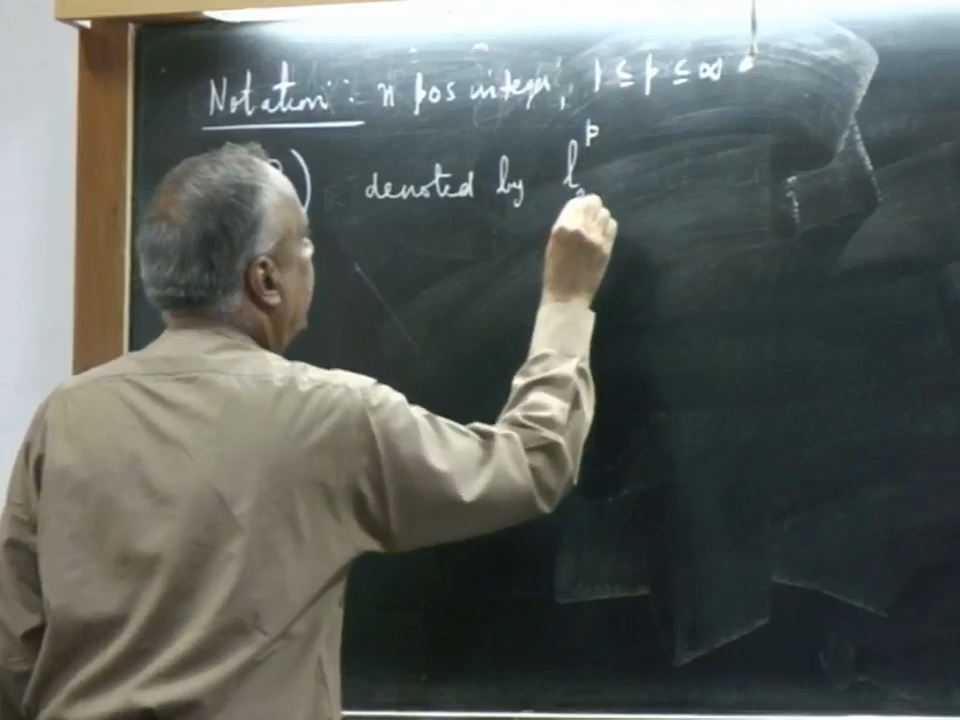 Notation: n pos integer, 1 ≤ p ≤ ∞.
) denoted by l^p